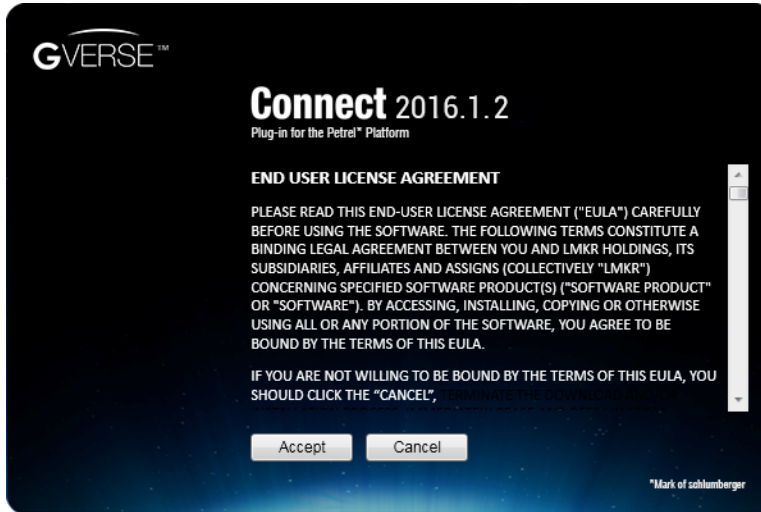 GVERSE™
Connect 2016.1.2
Plug-in for the Petrel* Platform
END USER LICENSE AGREEMENT
PLEASE READ THIS END-USER LICENSE AGREEMENT ("EULA") CAREFULLY
BEFORE USING THE SOFTWARE. THE FOLLOWING TERMS CONSTITUTE A
BINDING LEGAL AGREEMENT BETWEEN YOU AND LMKR HOLDINGS, ITS
SUBSIDIARIES, AFFILIATES AND ASSIGNS (COLLECTIVELY "LMKR")
CONCERNING SPECIFIED SOFTWARE PRODUCT(S) ("SOFTWARE PRODUCT"
OR "SOFTWARE"). BY ACCESSING, INSTALLING, COPYING OR OTHERWISE
USING ALL OR ANY PORTION OF THE SOFTWARE, YOU AGREE TO BE
BOUND BY THE TERMS OF THIS EULA.
IF YOU ARE NOT WILLING TO BE BOUND BY THE TERMS OF THIS EULA, YOU
SHOULD CLICK THE “CANCEL”, TERMINATE THE DOWNLOAD
Accept Cancel
*Mark of schlumberger